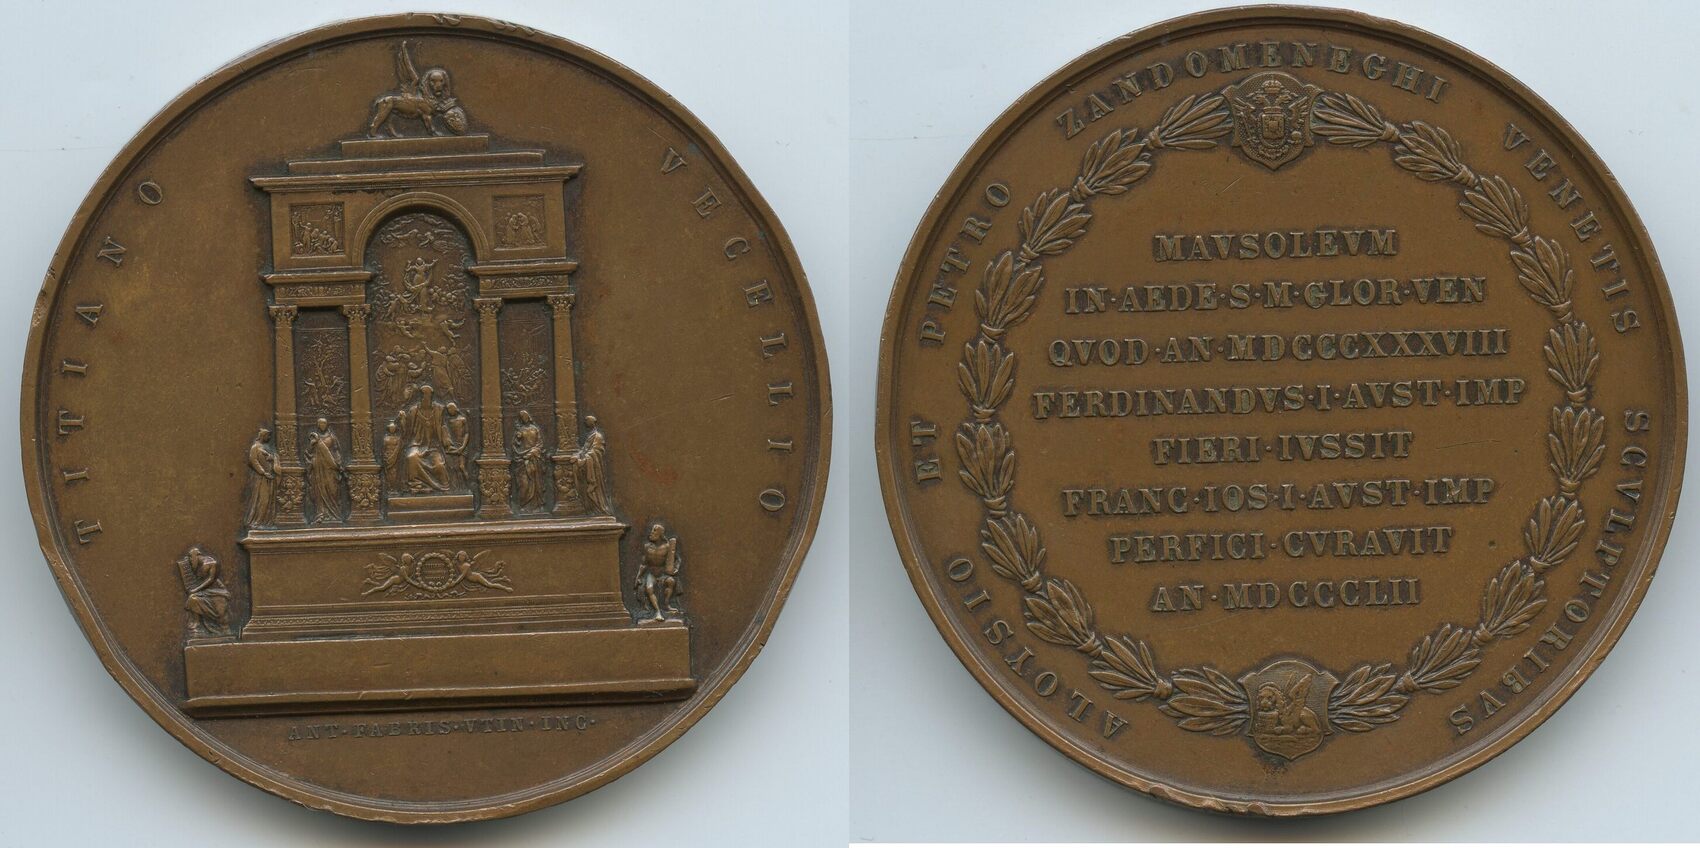 TITIANO VECELLIO
ANT·FABRIS·VTIN·INC·
ALOYSIO ET PETRO ZANDOMENEGHI VENETIS SCVLPTORIBVS
MAVSOLEVM
IN·AEDE·S·M·GLOR·VEN
QVOD·AN·MDCCCXXXVIII
FERDINANDVS·I·AVST·IMP
FIERI·IVSSIT
FRANC·IOS·I·AVST·IMP
PERFICI·CVRAVIT
AN·MDCCCLII